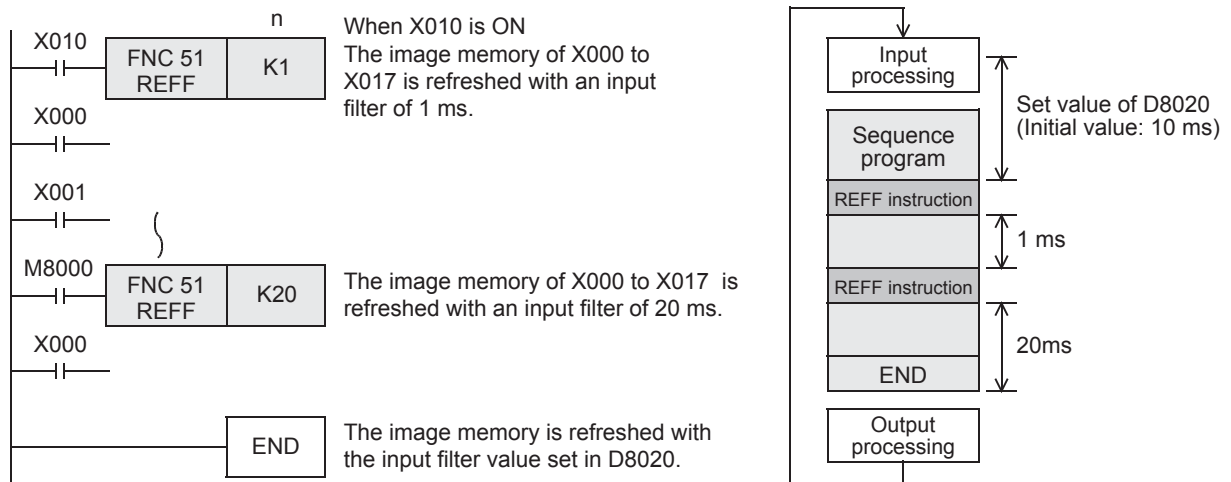 n
X010
FNC 51
REFF
K1
When X010 is ON
The image memory of X000 to
X017 is refreshed with an input
filter of 1 ms.
X000
X001
M8000
FNC 51
REFF
K20
The image memory of X000 to X017 is
refreshed with an input filter of 20 ms.
X000
END
The image memory is refreshed with
the input filter value set in D8020.
Input
processing
Set value of D8020
(Initial value: 10 ms)
Sequence
program
REFF instruction
1 ms
REFF instruction
20ms
END
Output
processing